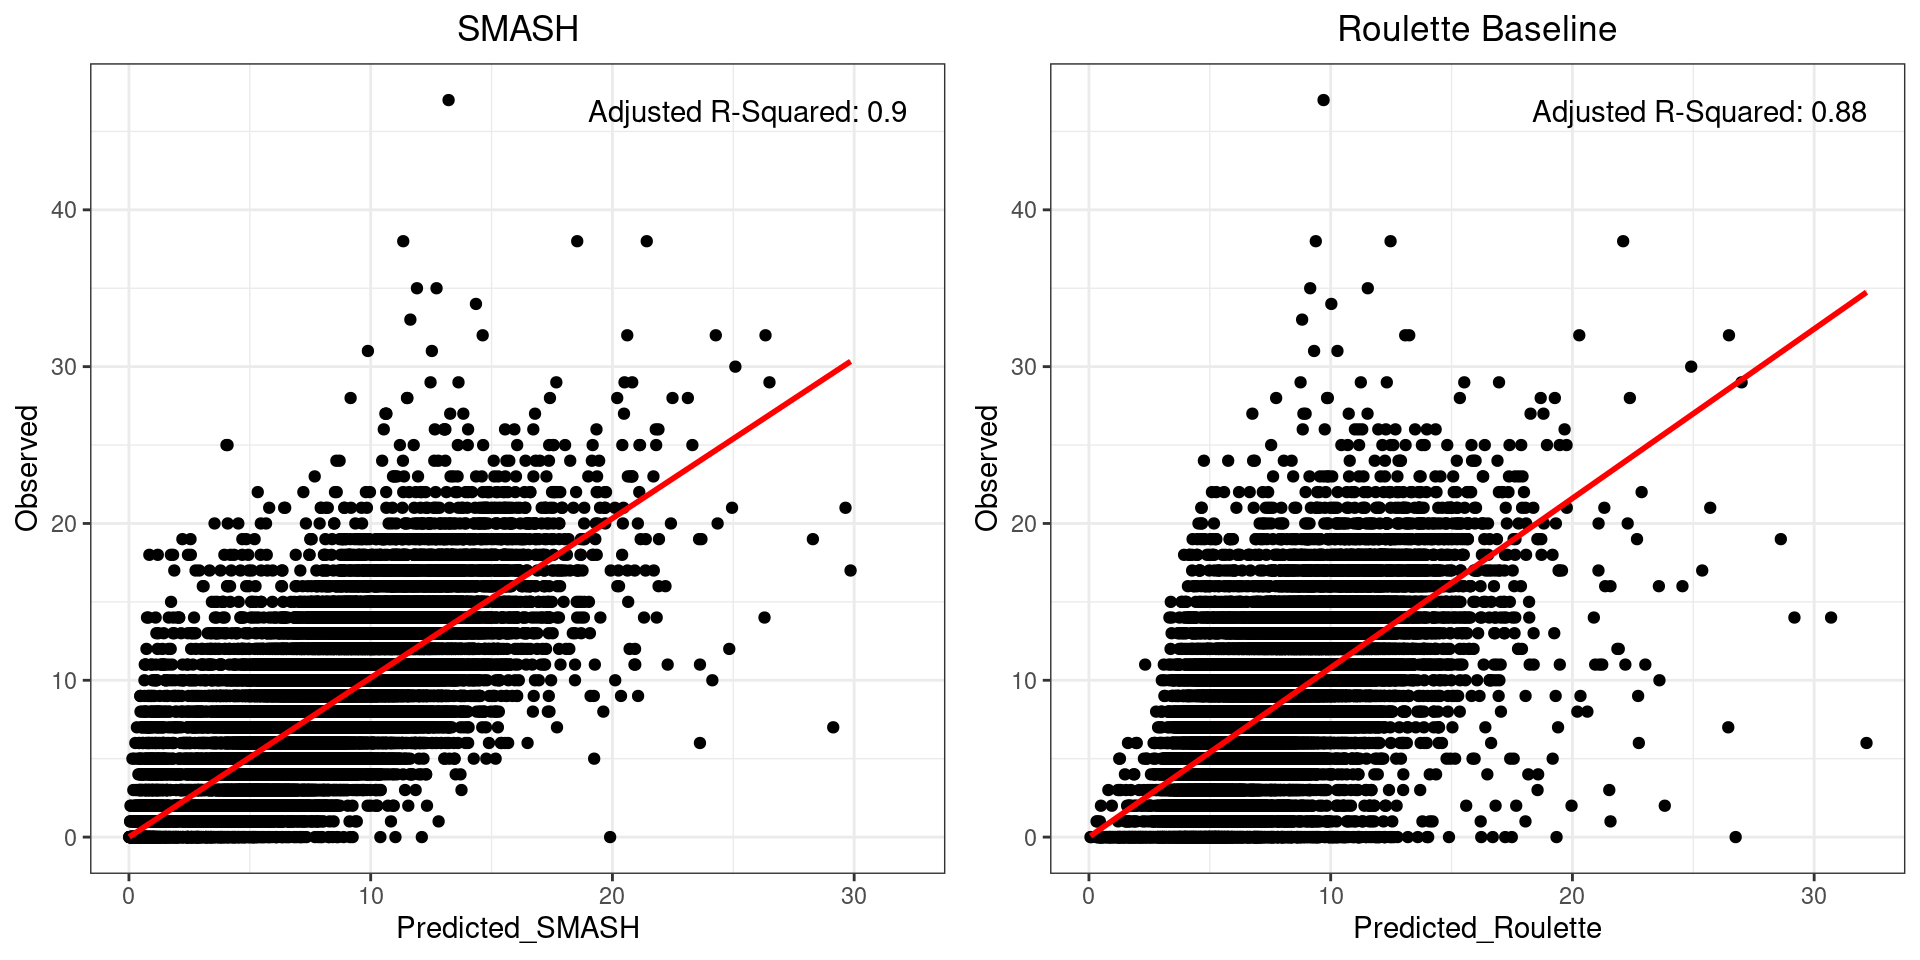 SMASH
Adjusted R-Squared: 0.9
Observed
40
30
20
10
0
0 10 20 30
Predicted_SMASH
Roulette Baseline
Adjusted R-Squared: 0.88
Observed
40
30
20
10
0
0 10 20 30
Predicted_Roulette